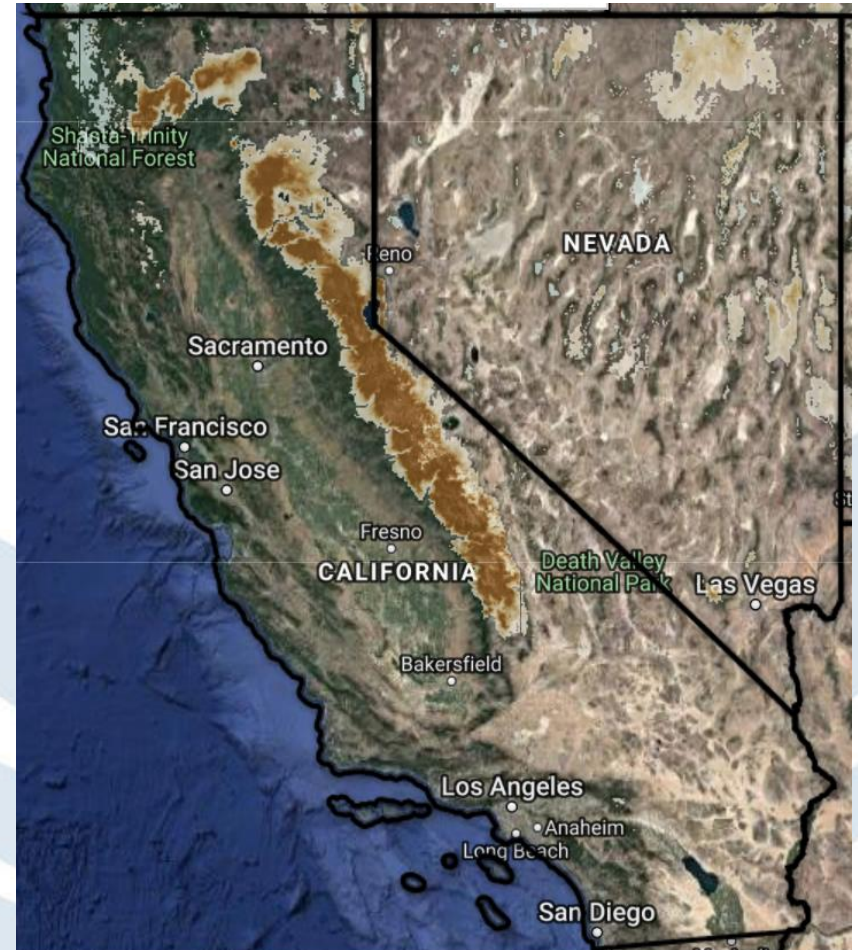 Shasta-Trinity
National Forest
NEVADA
Reno
Sacramento
San Francisco
San Jose
Fresno
CALIFORNIA
Death Valley
National Park
Las Vegas
Bakersfield
Los Angeles
Anaheim
Long Beach
San Diego